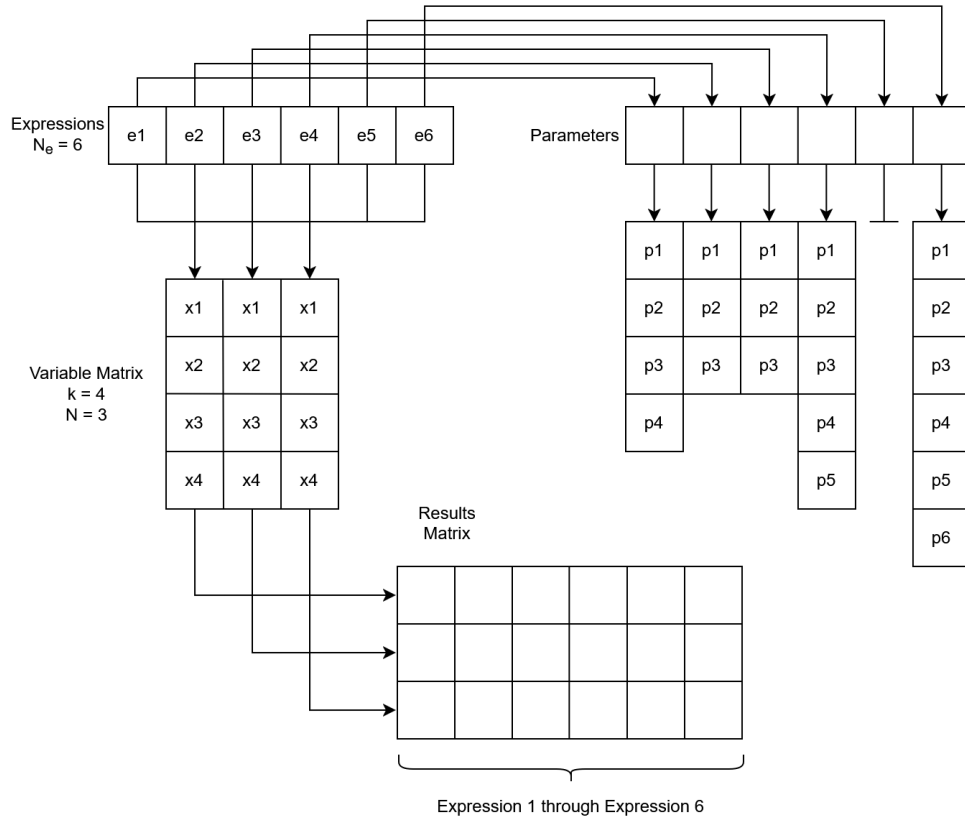 Expressions
Nₑ = 6
e1 e2 e3 e4 e5 e6
Parameters
p1 p1 p1 p1 p1
p2 p2 p2 p2 p2
p3 p3 p3 p3 p3
p4 p4 p4
p5 p5
p6
x1 x1 x1
x2 x2 x2
x3 x3 x3
x4 x4 x4
Variable Matrix
k = 4
N = 3
Results
Matrix
Expression 1 through Expression 6